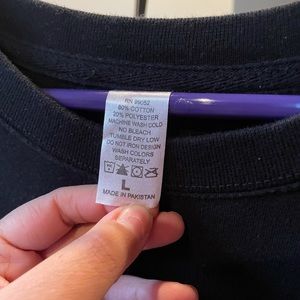 RN 99052
80% COTTON
20% POLYESTER
MACHINE WASH COLD
NO BLEACH
TUMBLE DRY LOW
DO NOT IRON DESIGN
WASH COLORS
SEPARATELY
L
MADE IN PAKISTAN